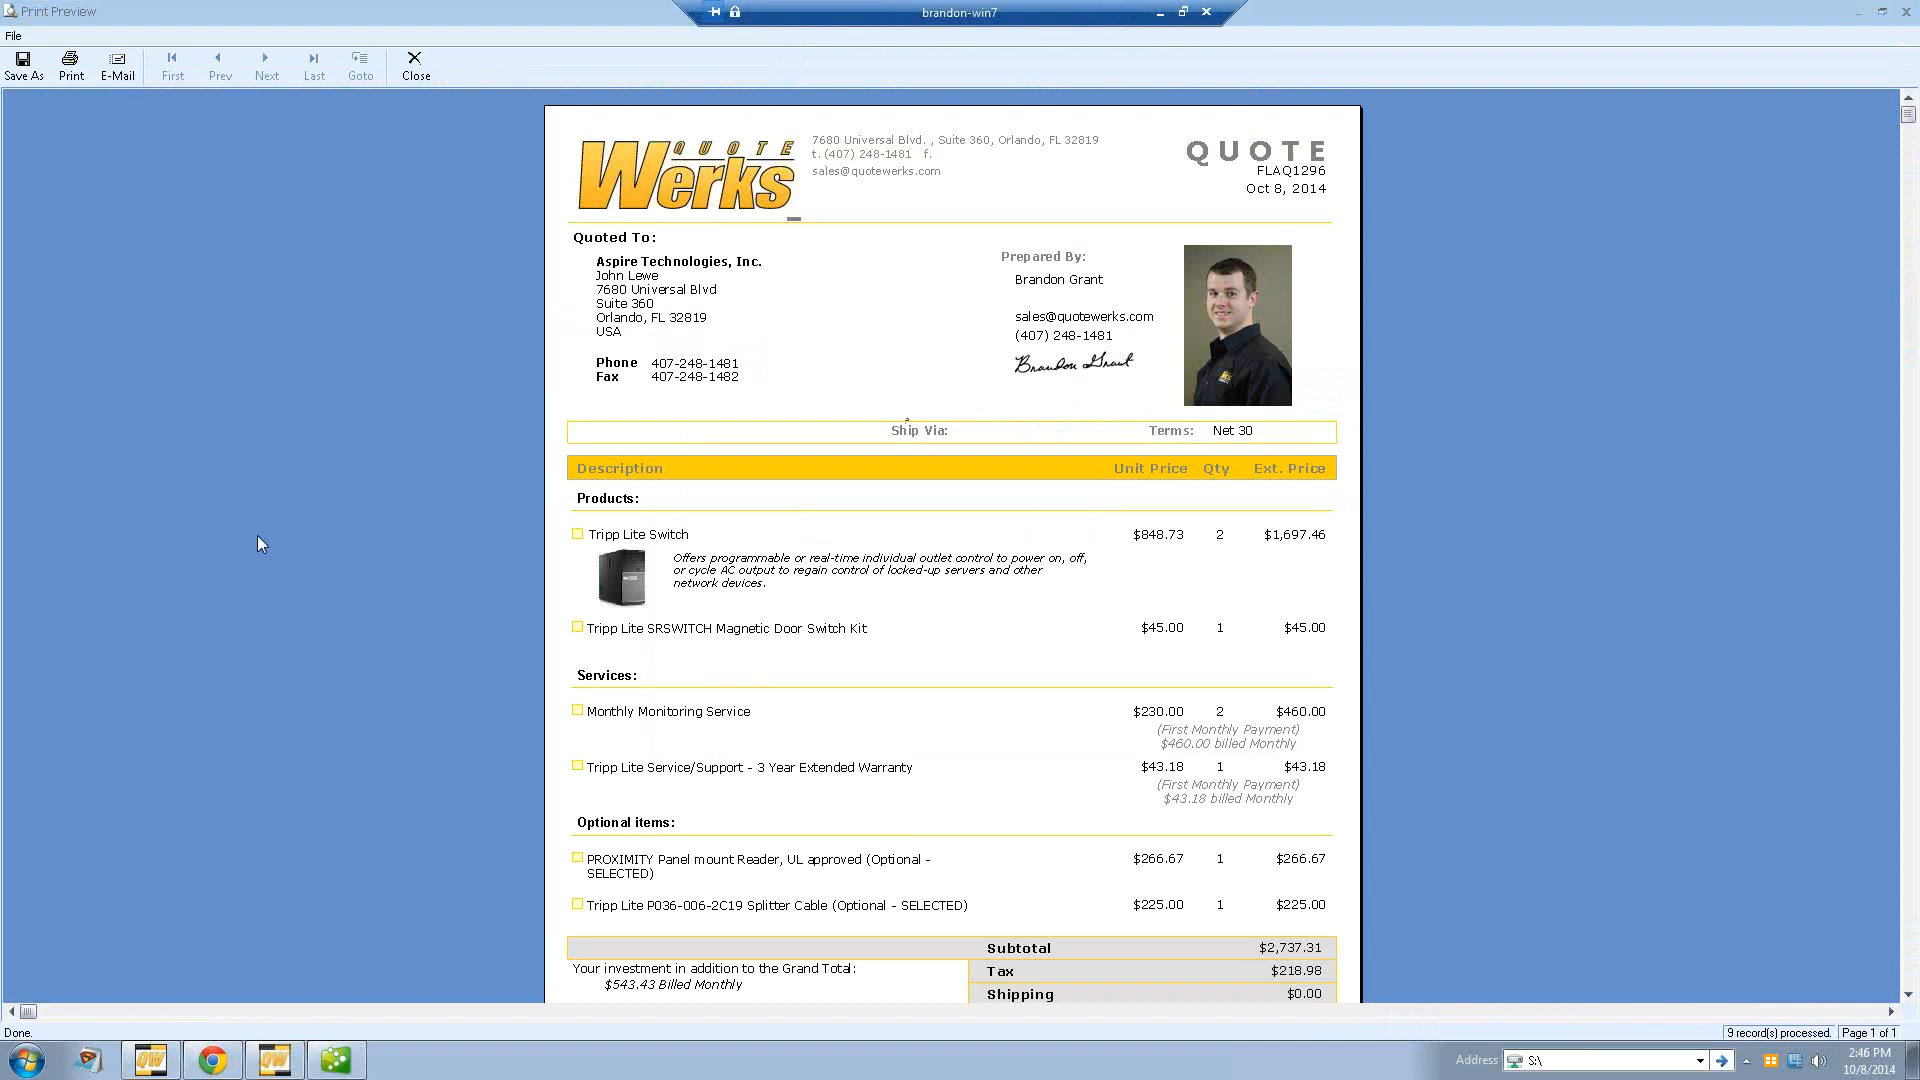 Print Preview
brandon-win7
File
Save As Print E-Mail First Prev Next Last Goto Close
QUOTE
Werks
7680 Universal Blvd. , Suite 360, Orlando, FL 32819
t. (407) 248-1481 f.
sales@quotewerks.com
QUOTE
FLAQ1296
Oct 8, 2014
Quoted To:
Aspire Technologies, Inc.
John Lewe
7680 Universal Blvd
Suite 360
Orlando, FL 32819
USA
Phone 407-248-1481
Fax 407-248-1482
Prepared By:
Brandon Grant
sales@quotewerks.com
(407) 248-1481
Brandon Grant
Ship Via: Terms: Net 30
Description Unit Price Qty Ext. Price
Products:
Tripp Lite Switch $848.73 2 $1,697.46
Offers programmable or real-time individual outlet control to power on, off,
or cycle AC output to regain control of locked-up servers and other
network devices.
Tripp Lite SRSWITCH Magnetic Door Switch Kit $45.00 1 $45.00
Services:
Monthly Monitoring Service $230.00 2 $460.00
(First Monthly Payment)
$460.00 billed Monthly
Tripp Lite Service/Support - 3 Year Extended Warranty $43.18 1 $43.18
(First Monthly Payment)
$43.18 billed Monthly
Optional items:
PROXIMITY Panel mount Reader, UL approved (Optional - $266.67 1 $266.67
SELECTED)
Tripp Lite P036-006-2C19 Splitter Cable (Optional - SELECTED) $225.00 1 $225.00
Subtotal $2,737.31
Your investment in addition to the Grand Total:
$543.43 Billed Monthly
Tax $218.98
Shipping $0.00
Done. 9 record(s) processed. Page 1 of 1
QW QW
Address S:\
2:46 PM
10/8/2014